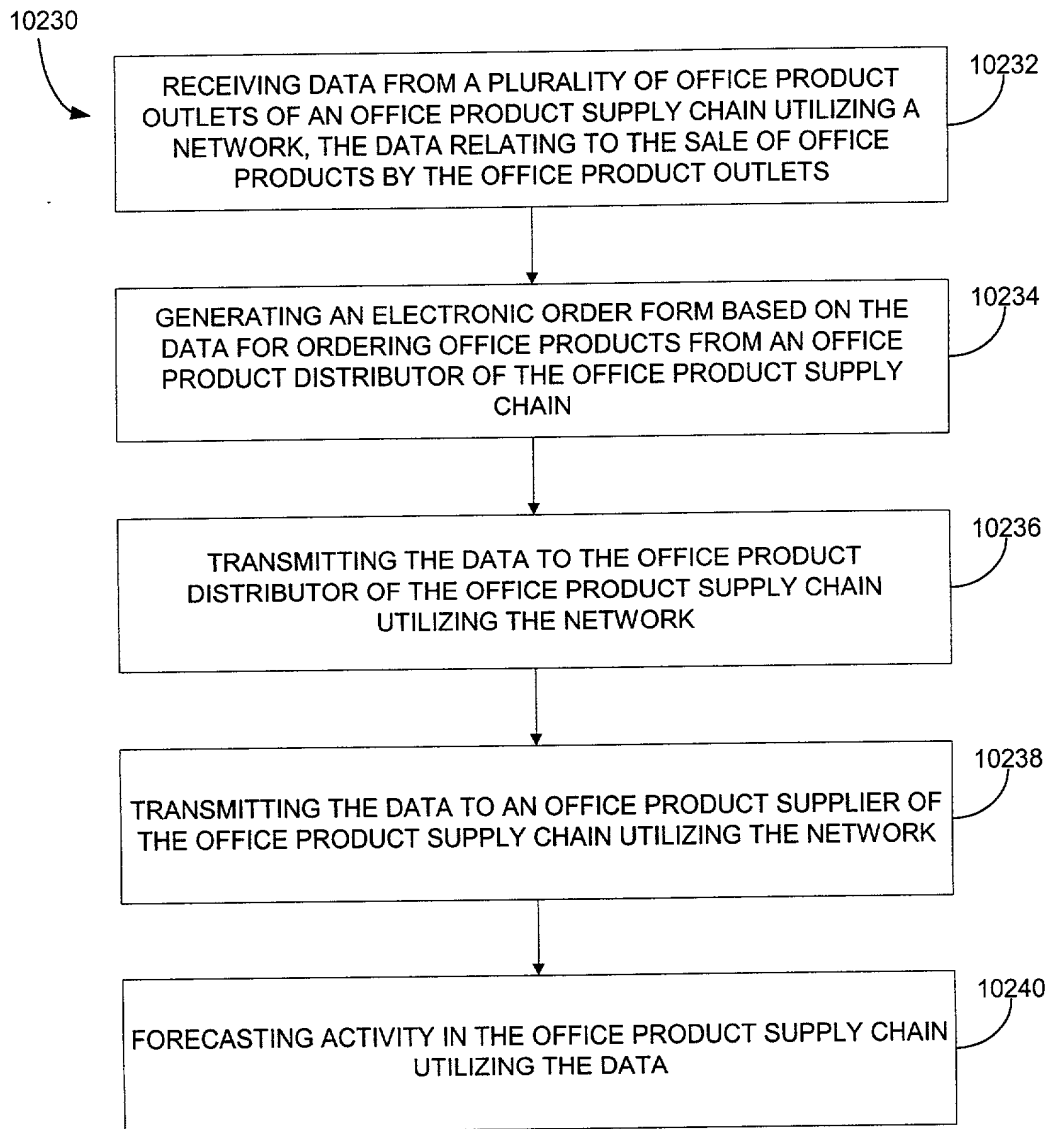 10230
RECEIVING DATA FROM A PLURALITY OF OFFICE PRODUCT
OUTLETS OF AN OFFICE PRODUCT SUPPLY CHAIN UTILIZING A
NETWORK, THE DATA RELATING TO THE SALE OF OFFICE
PRODUCTS BY THE OFFICE PRODUCT OUTLETS
10232
GENERATING AN ELECTRONIC ORDER FORM BASED ON THE
DATA FOR ORDERING OFFICE PRODUCTS FROM AN OFFICE
PRODUCT DISTRIBUTOR OF THE OFFICE PRODUCT SUPPLY
CHAIN
10234
TRANSMITTING THE DATA TO THE OFFICE PRODUCT
DISTRIBUTOR OF THE OFFICE PRODUCT SUPPLY CHAIN
UTILIZING THE NETWORK
10236
TRANSMITTING THE DATA TO AN OFFICE PRODUCT SUPPLIER OF
THE OFFICE PRODUCT SUPPLY CHAIN UTILIZING THE NETWORK
10238
FORECASTING ACTIVITY IN THE OFFICE PRODUCT SUPPLY CHAIN
UTILIZING THE DATA
10240